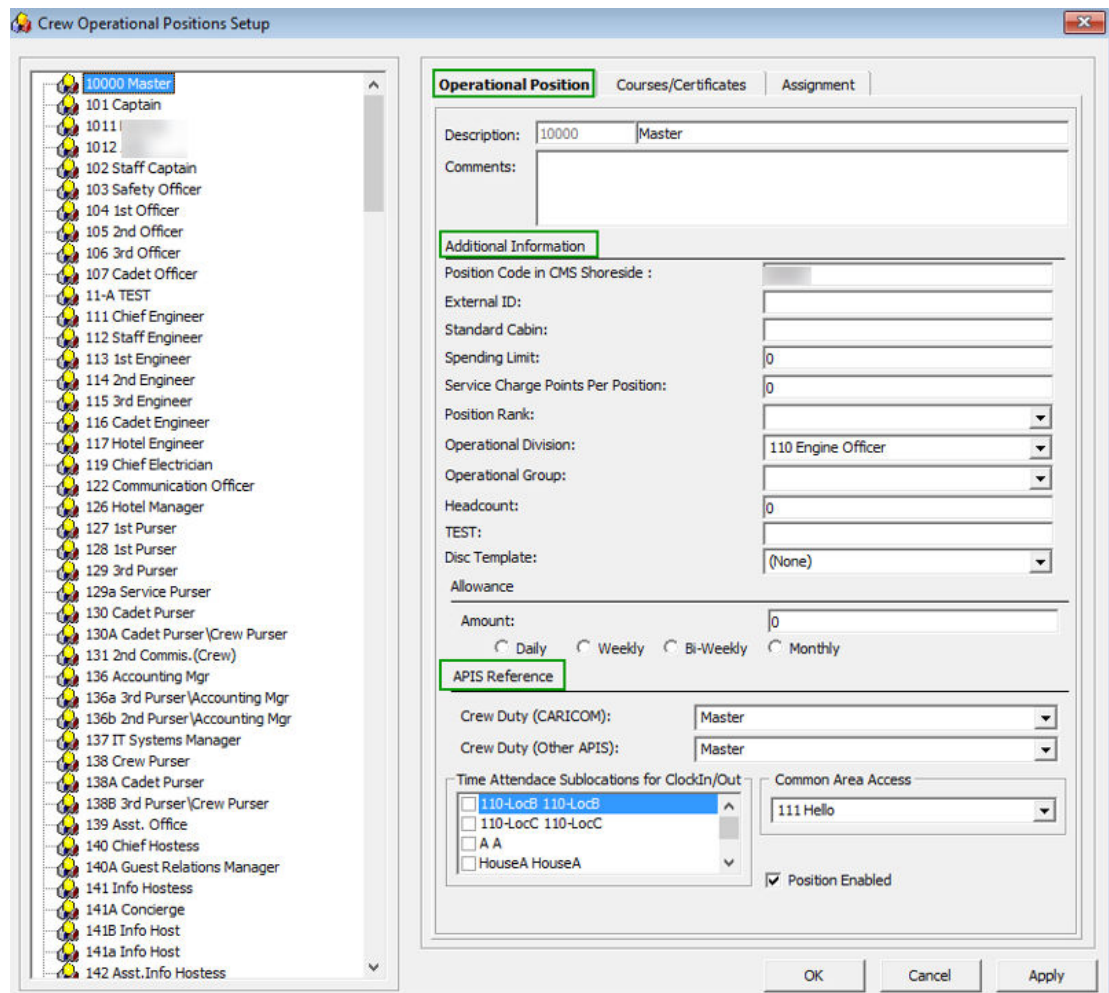 Crew Operational Positions Setup
10000 Master
101 Captain
1011
1012
102 Staff Captain
103 Safety Officer
104 1st Officer
105 2nd Officer
106 3rd Officer
107 Cadet Officer
11-A TEST
111 Chief Engineer
112 Staff Engineer
113 1st Engineer
114 2nd Engineer
115 3rd Engineer
116 Cadet Engineer
117 Hotel Engineer
119 Chief Electrician
122 Communication Officer
126 Hotel Manager
127 1st Purser
128 1st Purser
129 3rd Purser
129a Service Purser
130 Cadet Purser
130A Cadet Purser\Crew Purser
131 2nd Commis.(Crew)
136 Accounting Mgr
136a 3rd Purser\Accounting Mgr
136b 2nd Purser\Accounting Mgr
137 IT Systems Manager
138 Crew Purser
138A Cadet Purser
138B 3rd Purser\Crew Purser
139 Asst. Office
140 Chief Hostess
140A Guest Relations Manager
141 Info Hostess
141A Concierge
141B Info Host
141a Info Host
142 Asst.Info Hostess
Operational Position Courses/Certificates Assignment
Description: 10000 Master
Comments:
Additional Information
Position Code in CMS Shoreside :
External ID:
Standard Cabin:
Spending Limit: 0
Service Charge Points Per Position: 0
Position Rank:
Operational Division: 110 Engine Officer
Operational Group:
Headcount: 0
TEST:
Disc Template: (None)
Allowance
Amount: 0
Daily Weekly Bi-Weekly Monthly
APIS Reference
Crew Duty (CARICOM): Master
Crew Duty (Other APIS): Master
Time Attendace Sublocations for ClockIn/Out
110-LocB 110-LocB
110-LocC 110-LocC
A A
HouseA HouseA
Common Area Access
111 Hello
Position Enabled
OK Cancel Apply